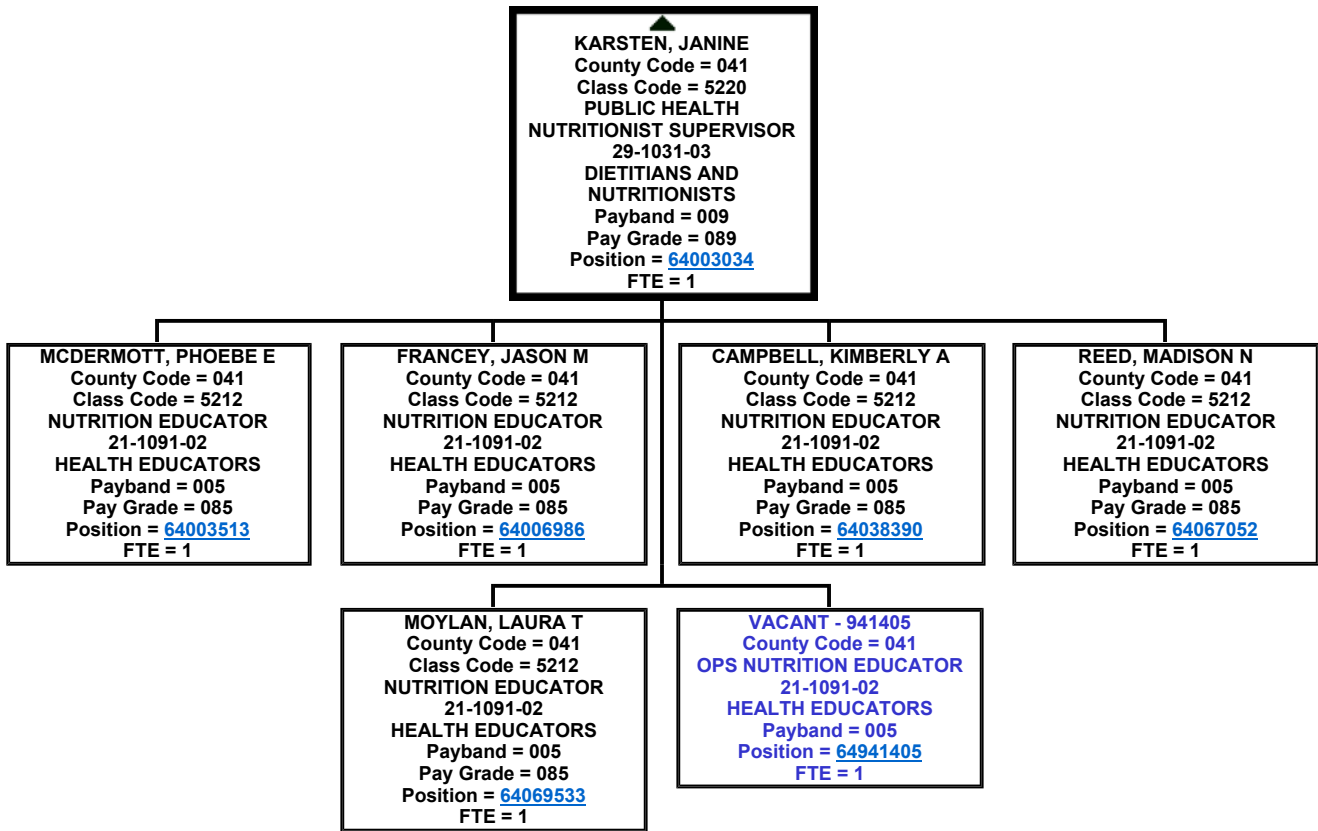 KARSTEN, JANINE
County Code = 041
Class Code = 5220
PUBLIC HEALTH
NUTRITIONIST SUPERVISOR
29-1031-03
DIETITIANS AND
NUTRITIONISTS
Payband = 009
Pay Grade = 089
Position = 64003034
FTE = 1
MCDERMOTT, PHOEBE E
County Code = 041
Class Code = 5212
NUTRITION EDUCATOR
21-1091-02
HEALTH EDUCATORS
Payband = 005
Pay Grade = 085
Position = 64003513
FTE = 1
FRANCEY, JASON M
County Code = 041
Class Code = 5212
NUTRITION EDUCATOR
21-1091-02
HEALTH EDUCATORS
Payband = 005
Pay Grade = 085
Position = 64006986
FTE = 1
CAMPBELL, KIMBERLY A
County Code = 041
Class Code = 5212
NUTRITION EDUCATOR
21-1091-02
HEALTH EDUCATORS
Payband = 005
Pay Grade = 085
Position = 64038390
FTE = 1
REED, MADISON N
County Code = 041
Class Code = 5212
NUTRITION EDUCATOR
21-1091-02
HEALTH EDUCATORS
Payband = 005
Pay Grade = 085
Position = 64067052
FTE = 1
MOYLAN, LAURA T
County Code = 041
Class Code = 5212
NUTRITION EDUCATOR
21-1091-02
HEALTH EDUCATORS
Payband = 005
Pay Grade = 085
Position = 64069533
FTE = 1
VACANT - 941405
County Code = 041
OPS NUTRITION EDUCATOR
21-1091-02
HEALTH EDUCATORS
Payband = 005
Position = 64941405
FTE = 1